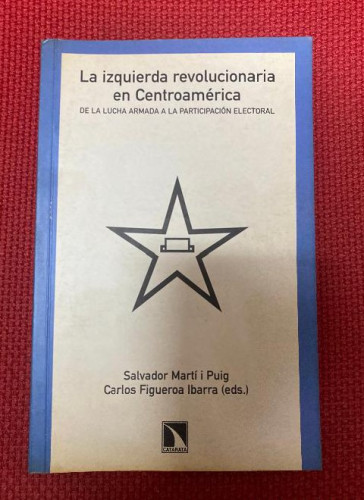 La izquierda revolucionaria
en Centroamérica
DE LA LUCHA ARMADA A LA PARTICIPACIÓN ELECTORAL
Salvador Martí i Puig
Carlos Figueroa Ibarra (eds.)
CATARATA